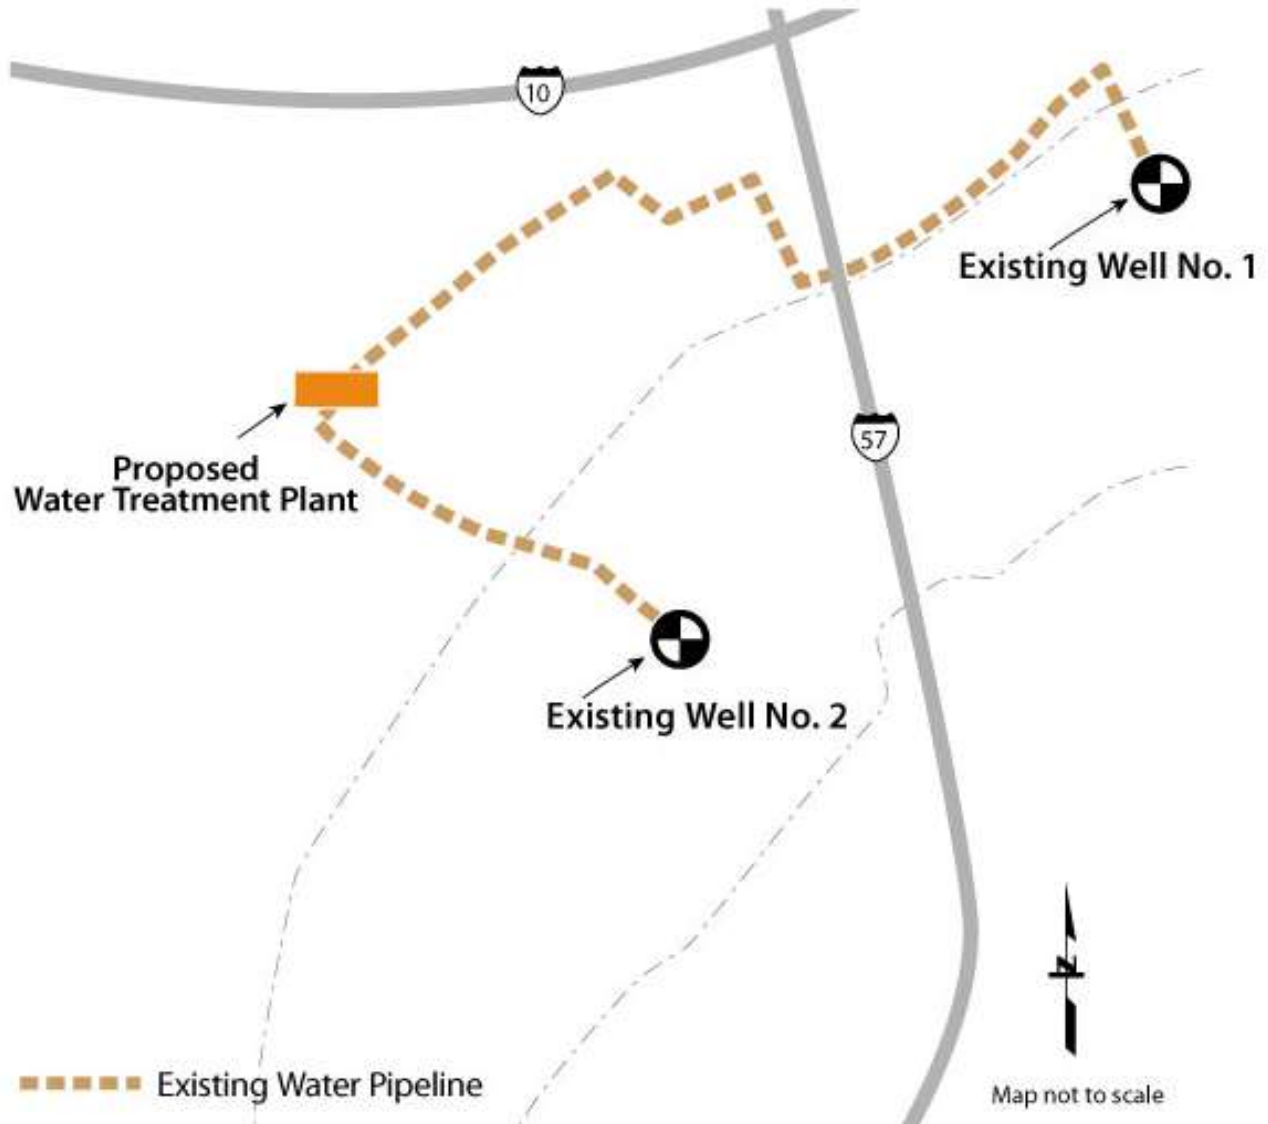 10
Existing Well No. 1
57
Proposed
Water Treatment Plant
Existing Well No. 2
N
Existing Water Pipeline
Map not to scale